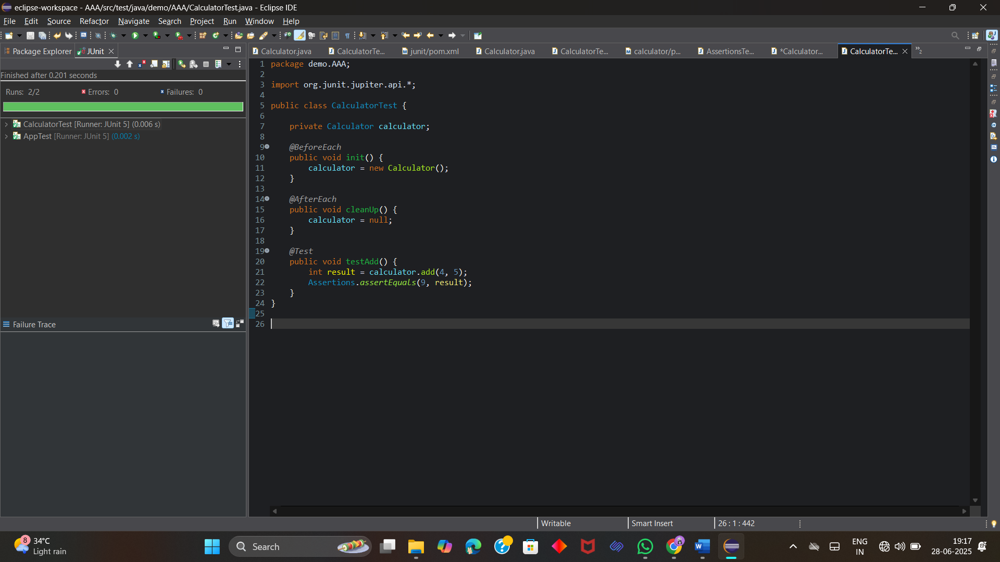 eclipse-workspace - AAA/src/test/java/demo/AAA/CalculatorTest.java - Eclipse IDE
File Edit Source Refactor Navigate Search Project Run Window Help
Package Explorer JUnit
Calculator.java CalculatorTe... junit/pom.xml Calculator.java CalculatorTe... calculator/p... AssertionsTe... *Calculator... CalculatorTe... »2
Finished after 0.201 seconds
Runs: 2/2 Errors: 0 Failures: 0
CalculatorTest [Runner: JUnit 5] (0.006 s)
AppTest [Runner: JUnit 5] (0.002 s)
Failure Trace
1 package demo.AAA;
2
3 import org.junit.jupiter.api.*;
4
5 public class CalculatorTest {
6
7     private Calculator calculator;
8
9     @BeforeEach
10     public void init() {
11         calculator = new Calculator();
12     }
13
14     @AfterEach
15     public void cleanUp() {
16         calculator = null;
17     }
18
19     @Test
20     public void testAdd() {
21         int result = calculator.add(4, 5);
22         Assertions.assertEquals(9, result);
23     }
24 }
25
26
Writable Smart Insert 26 : 1 : 442
8 34°C
Light rain
Search
ENG
IN
19:17
28-06-2025